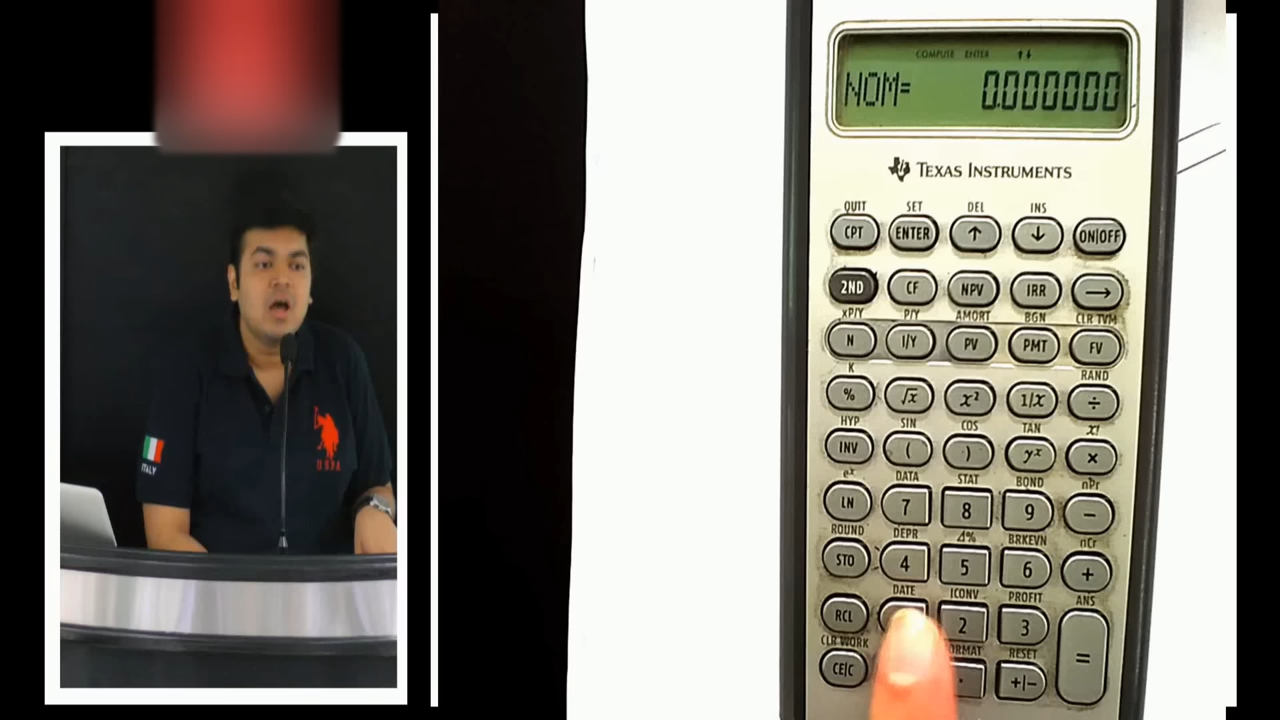 COMPUTE ENTER ↑↓
NOM= 0.000000
TEXAS INSTRUMENTS
QUIT SET DEL INS
CPT ENTER ↑ ↓ ON|OFF
2ND CF NPV IRR →
xP/Y P/Y AMORT BGN CLR TVM
N I/Y PV PMT FV
K RAND
% √x x² 1/x ÷
HYP SIN COS TAN x!
INV ( ) yˣ ×
eˣ DATA STAT BOND nPr
LN 7 8 9 −
ROUND DEPR Δ% BRKEVN nCr
STO 4 5 6 +
DATE ICONV PROFIT ANS
RCL 2 3 =
CLR WORK RESET
CE|C . +/−
ITALY
USPA